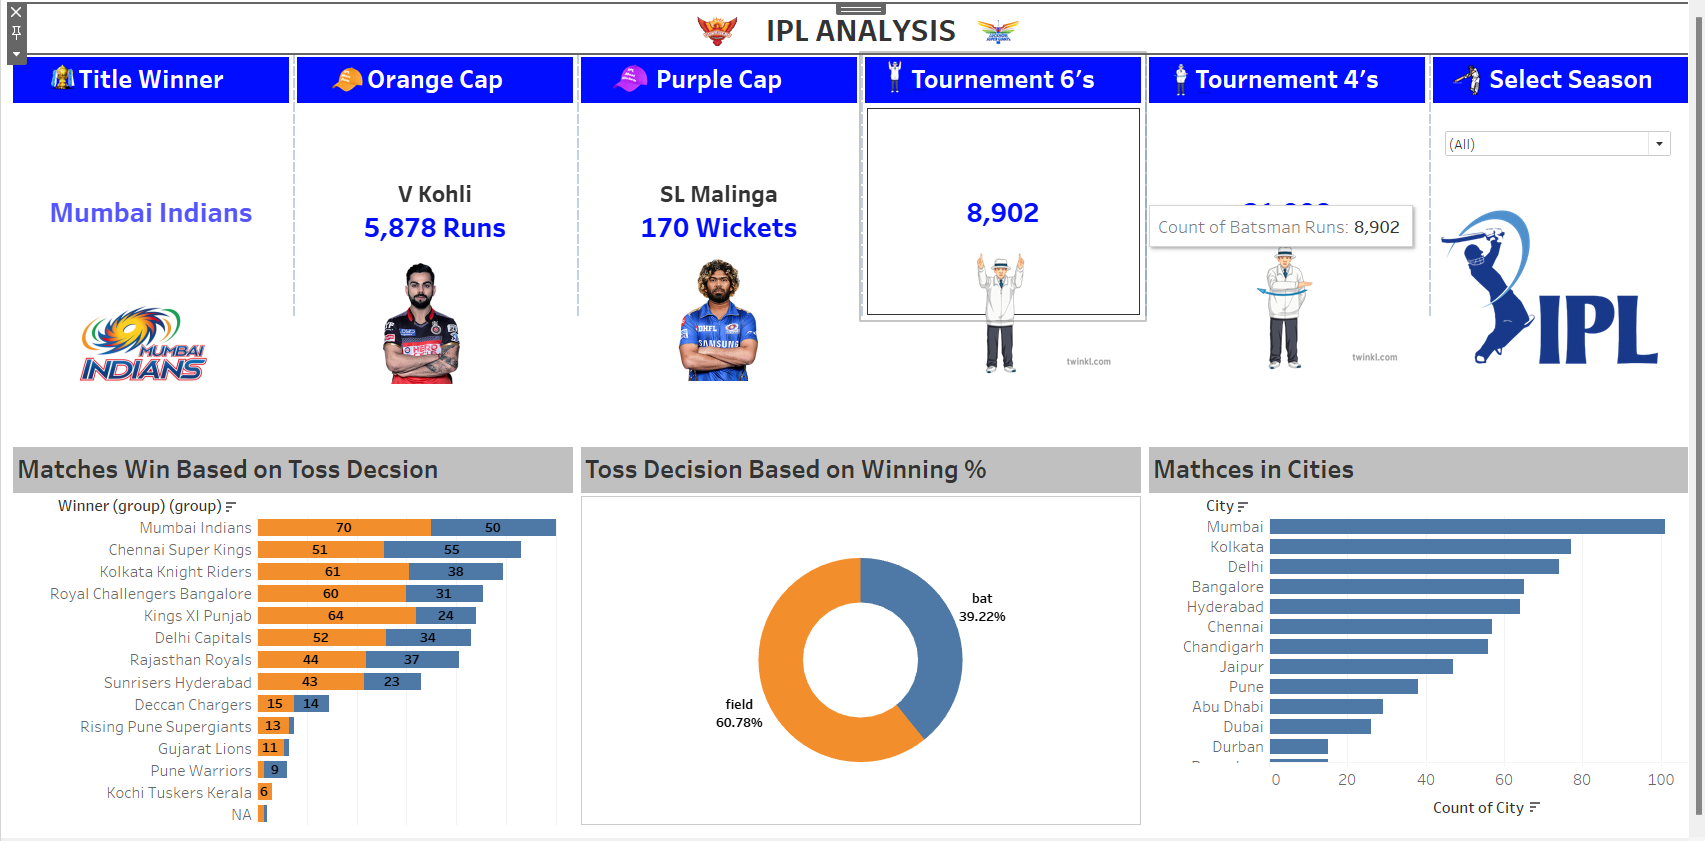 IPL ANALYSIS
Title Winner
Orange Cap
Purple Cap
Tournement 6's
Tournement 4's
Select Season
(All)
Mumbai Indians
V Kohli
5,878 Runs
SL Malinga
170 Wickets
8,902
Count of Batsman Runs: 8,902
MUMBAI
INDIANS
SAMSUNG
twinkl.com
twinkl.com
IPL
Matches Win Based on Toss Decsion
Winner (group) (group)
Mumbai Indians 70 50
Chennai Super Kings 51 55
Kolkata Knight Riders 61 38
Royal Challengers Bangalore 60 31
Kings XI Punjab 64 24
Delhi Capitals 52 34
Rajasthan Royals 44 37
Sunrisers Hyderabad 43 23
Deccan Chargers 15 14
Rising Pune Supergiants 13
Gujarat Lions 11
Pune Warriors 9
Kochi Tuskers Kerala 6
NA
Toss Decision Based on Winning %
bat
39.22%
field
60.78%
Mathces in Cities
City
Mumbai
Kolkata
Delhi
Bangalore
Hyderabad
Chennai
Chandigarh
Jaipur
Pune
Abu Dhabi
Dubai
Durban
0 20 40 60 80 100
Count of City